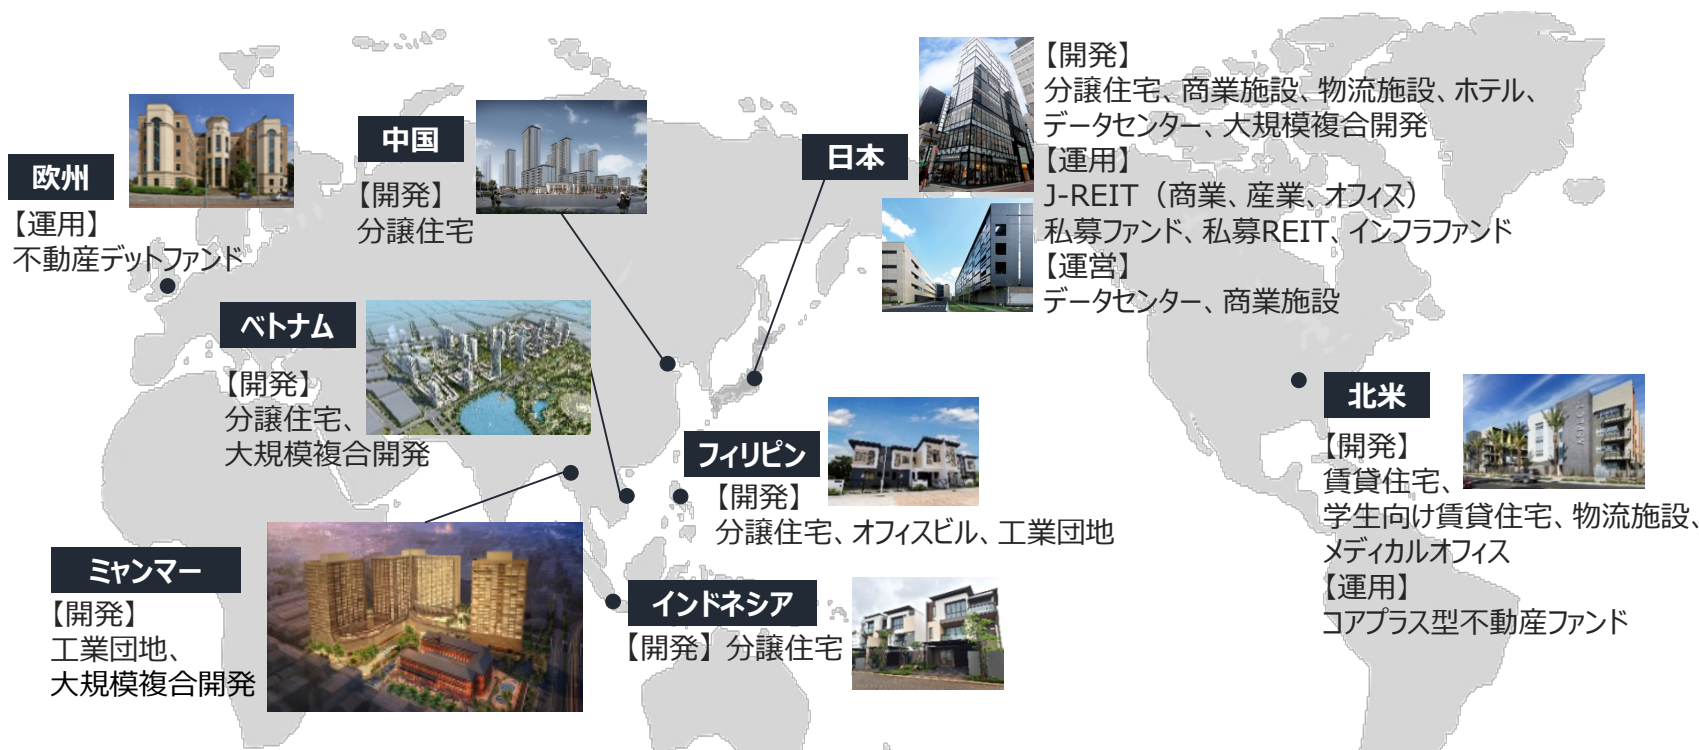 欧州
【運用】
不動産デットファンド
中国
【開発】
分譲住宅
日本
【開発】
分譲住宅、商業施設、物流施設、ホテル、
データセンター、大規模複合開発
【運用】
J-REIT（商業、産業、オフィス）
私募ファンド、私募REIT、インフラファンド
【運営】
データセンター、商業施設
ベトナム
【開発】
分譲住宅、
大規模複合開発
フィリピン
【開発】
分譲住宅、オフィスビル、工業団地
北米
【開発】
賃貸住宅、
学生向け賃貸住宅、物流施設、
メディカルオフィス
【運用】
コアプラス型不動産ファンド
ミャンマー
【開発】
工業団地、
大規模複合開発
インドネシア
【開発】分譲住宅